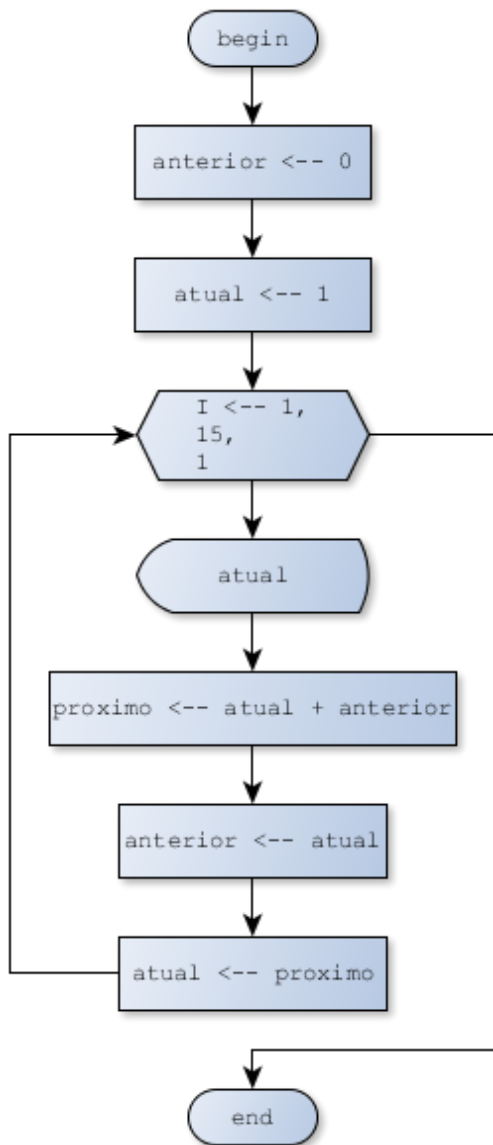 begin
anterior <-- 0
atual <-- 1
I <-- 1,
15,
1
atual
proximo <-- atual + anterior
anterior <-- atual
atual <-- proximo
end